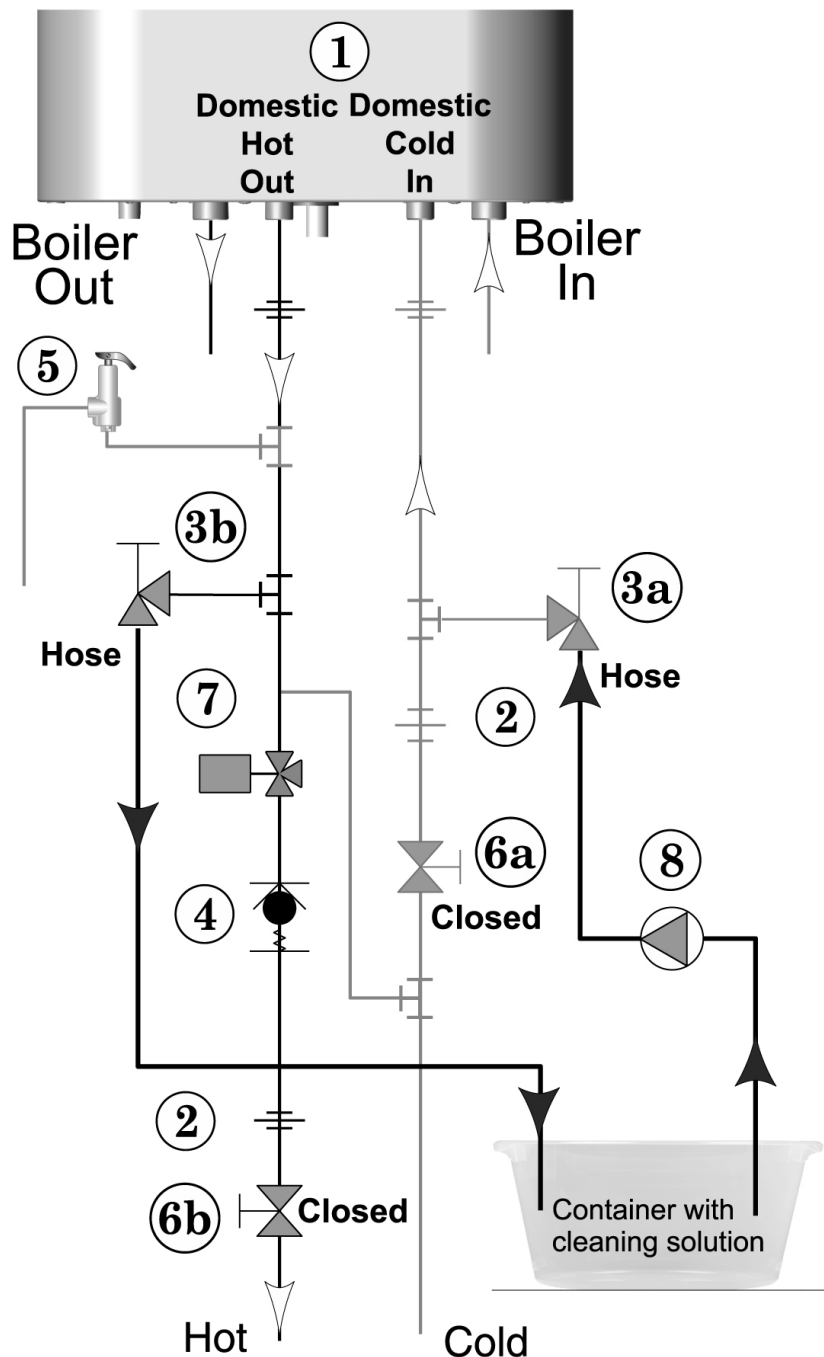 1
Domestic Domestic
Hot Cold
Out In
Boiler Out
Boiler In
5
3b
3a
Hose
Hose
7
2
6a
8
4
Closed
2
6b
Closed
Container with
cleaning solution
Hot
Cold